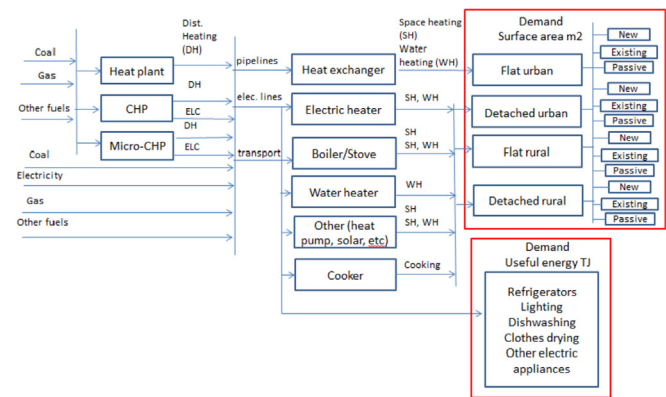 Dist.
Heating
(DH)
Space heating
(SH)
Water
heating (WH)
Demand
Surface area m2
Coal
Gas
Other fuels
Coal
Electricity
Gas
Other fuels
Heat plant
CHP
Micro-CHP
DH
ELC
DH
ELC
pipelines
elec. lines
transport
Heat exchanger
Electric heater
Boiler/Stove
Water heater
Other (heat
pump, solar, etc)
Cooker
SH, WH
SH
SH, WH
WH
SH
SH, WH
Cooking
Flat urban
Detached urban
Flat rural
Detached rural
New
Existing
Passive
New
Existing
Passive
New
Existing
Passive
New
Existing
Passive
Demand
Useful energy TJ
Refrigerators
Lighting
Dishwashing
Clothes drying
Other electric
appliances